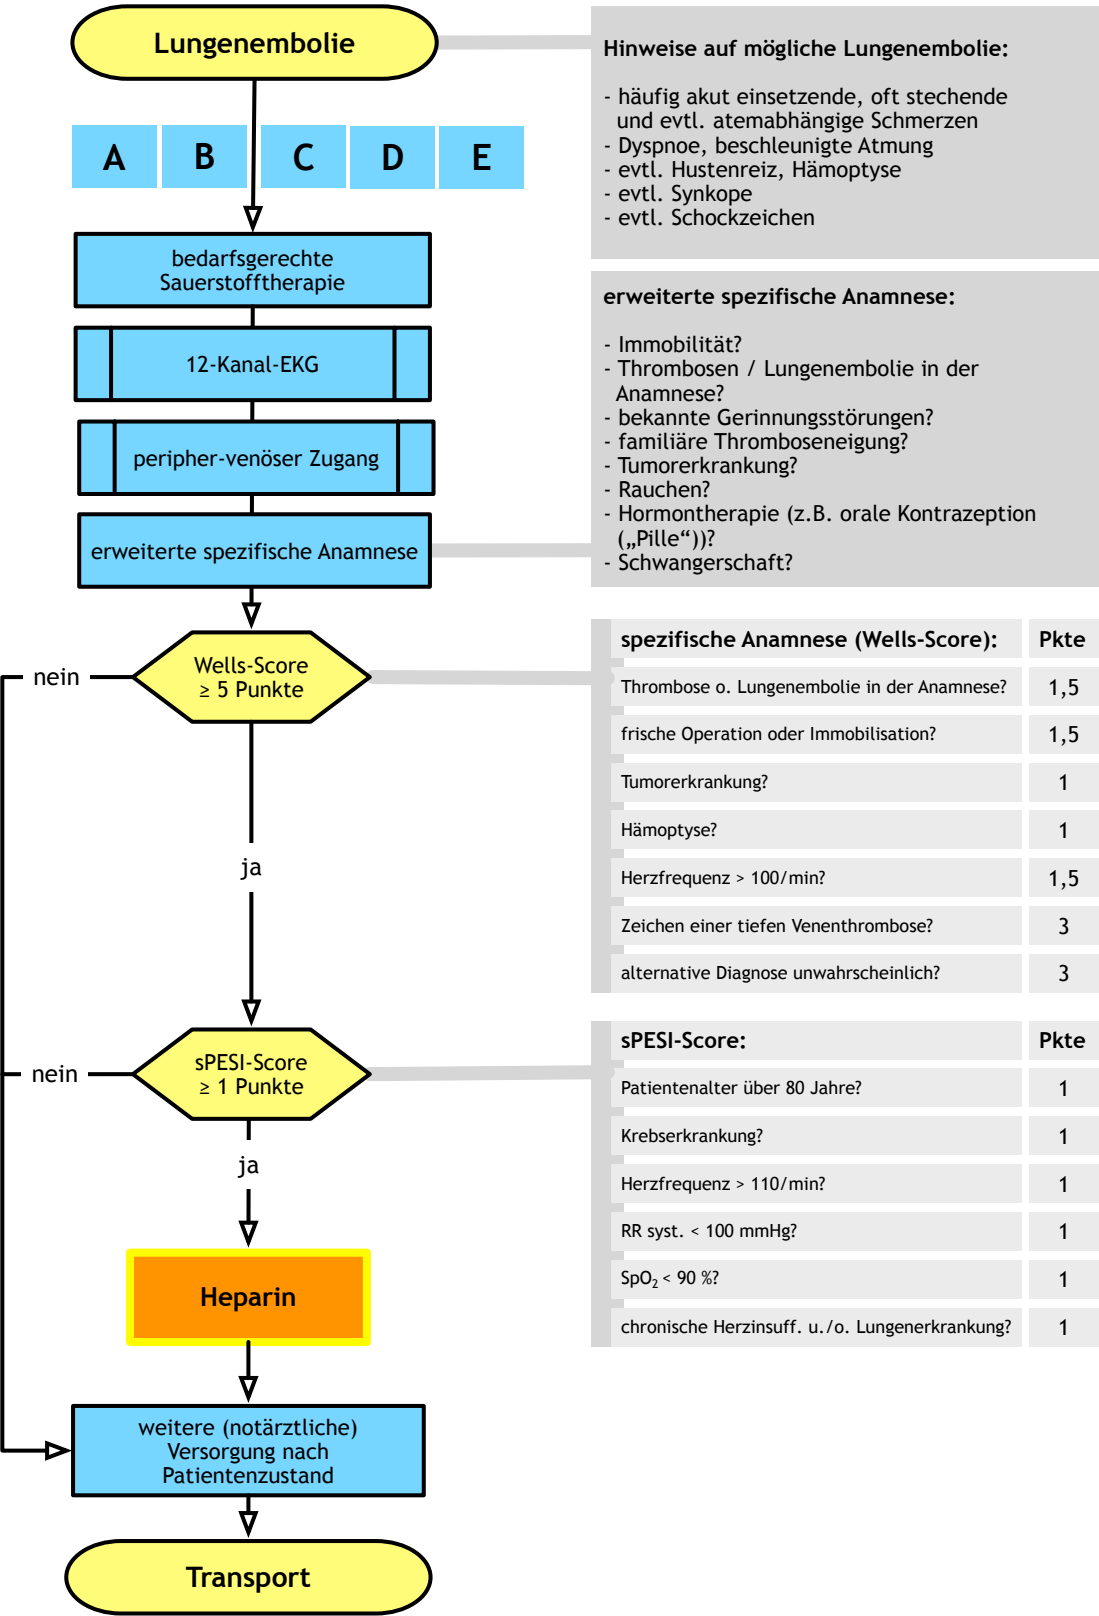 Lungenembolie
A B C D E
bedarfsgerechte
Sauerstofftherapie
12-Kanal-EKG
peripher-venöser Zugang
erweiterte spezifische Anamnese
Wells-Score
≥ 5 Punkte
nein
ja
sPESI-Score
≥ 1 Punkte
nein
ja
Heparin
weitere (notärztliche)
Versorgung nach
Patientenzustand
Transport
Hinweise auf mögliche Lungenembolie:
- häufig akut einsetzende, oft stechende
und evtl. atemabhängige Schmerzen
- Dyspnoe, beschleunigte Atmung
- evtl. Hustenreiz, Hämoptyse
- evtl. Synkope
- evtl. Schockzeichen
erweiterte spezifische Anamnese:
- Immobilität?
- Thrombosen / Lungenembolie in der
Anamnese?
- bekannte Gerinnungsstörungen?
- familiäre Thromboseneigung?
- Tumorerkrankung?
- Rauchen?
- Hormontherapie (z.B. orale Kontrazeption
(„Pille“))?
- Schwangerschaft?
spezifische Anamnese (Wells-Score): Pkte
Thrombose o. Lungenembolie in der Anamnese? 1,5
frische Operation oder Immobilisation? 1,5
Tumorerkrankung? 1
Hämoptyse? 1
Herzfrequenz > 100/min? 1,5
Zeichen einer tiefen Venenthrombose? 3
alternative Diagnose unwahrscheinlich? 3
sPESI-Score: Pkte
Patientenalter über 80 Jahre? 1
Krebserkrankung? 1
Herzfrequenz > 110/min? 1
RR syst. < 100 mmHg? 1
SpO₂ < 90 %? 1
chronische Herzinsuff. u./o. Lungenerkrankung? 1